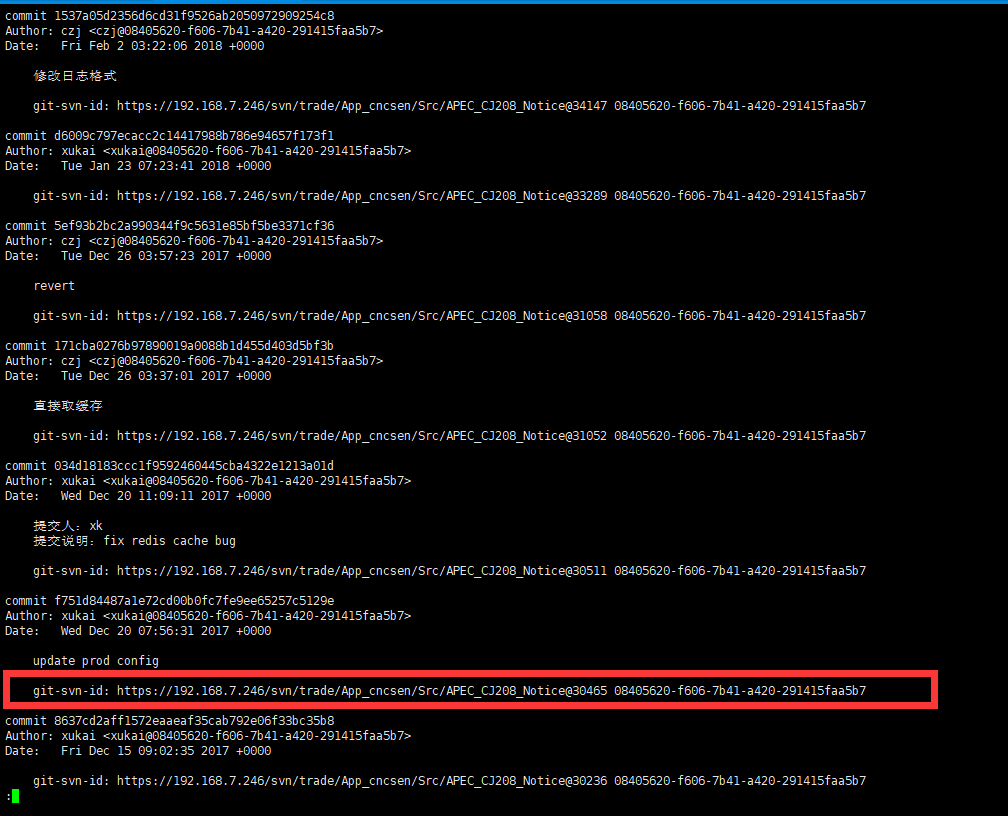 commit 1537a05d2356d6cd31f9526ab2050972909254c8
Author: czj <czj@08405620-f606-7b41-a420-291415faa5b7>
Date:   Fri Feb 2 03:22:06 2018 +0000
修改日志格式
git-svn-id: https://192.168.7.246/svn/trade/App_cncsen/Src/APEC_CJ208_Notice@34147 08405620-f606-7b41-a420-291415faa5b7
commit d6009c797ecacc2c14417988b786e94657f173f1
Author: xukai <xukai@08405620-f606-7b41-a420-291415faa5b7>
Date:   Tue Jan 23 07:23:41 2018 +0000
git-svn-id: https://192.168.7.246/svn/trade/App_cncsen/Src/APEC_CJ208_Notice@33289 08405620-f606-7b41-a420-291415faa5b7
commit 5ef93b2bc2a990344f9c5631e85bf5be3371cf36
Author: czj <czj@08405620-f606-7b41-a420-291415faa5b7>
Date:   Tue Dec 26 03:57:23 2017 +0000
revert
git-svn-id: https://192.168.7.246/svn/trade/App_cncsen/Src/APEC_CJ208_Notice@31058 08405620-f606-7b41-a420-291415faa5b7
commit 171cba0276b97890019a0088b1d455d403d5bf3b
Author: czj <czj@08405620-f606-7b41-a420-291415faa5b7>
Date:   Tue Dec 26 03:37:01 2017 +0000
直接取缓存
git-svn-id: https://192.168.7.246/svn/trade/App_cncsen/Src/APEC_CJ208_Notice@31052 08405620-f606-7b41-a420-291415faa5b7
commit 034d18183ccc1f9592460445cba4322e1213a01d
Author: xukai <xukai@08405620-f606-7b41-a420-291415faa5b7>
Date:   Wed Dec 20 11:09:11 2017 +0000
提交人: xk
提交说明: fix redis cache bug
git-svn-id: https://192.168.7.246/svn/trade/App_cncsen/Src/APEC_CJ208_Notice@30511 08405620-f606-7b41-a420-291415faa5b7
commit f751d84487a1e72cd00b0fc7fe9ee65257c5129e
Author: xukai <xukai@08405620-f606-7b41-a420-291415faa5b7>
Date:   Wed Dec 20 07:56:31 2017 +0000
update prod config
git-svn-id: https://192.168.7.246/svn/trade/App_cncsen/Src/APEC_CJ208_Notice@30465 08405620-f606-7b41-a420-291415faa5b7
commit 8637cd2aff1572eaaeaf35cab792e06f33bc35b8
Author: xukai <xukai@08405620-f606-7b41-a420-291415faa5b7>
Date:   Fri Dec 15 09:02:35 2017 +0000
git-svn-id: https://192.168.7.246/svn/trade/App_cncsen/Src/APEC_CJ208_Notice@30236 08405620-f606-7b41-a420-291415faa5b7
: